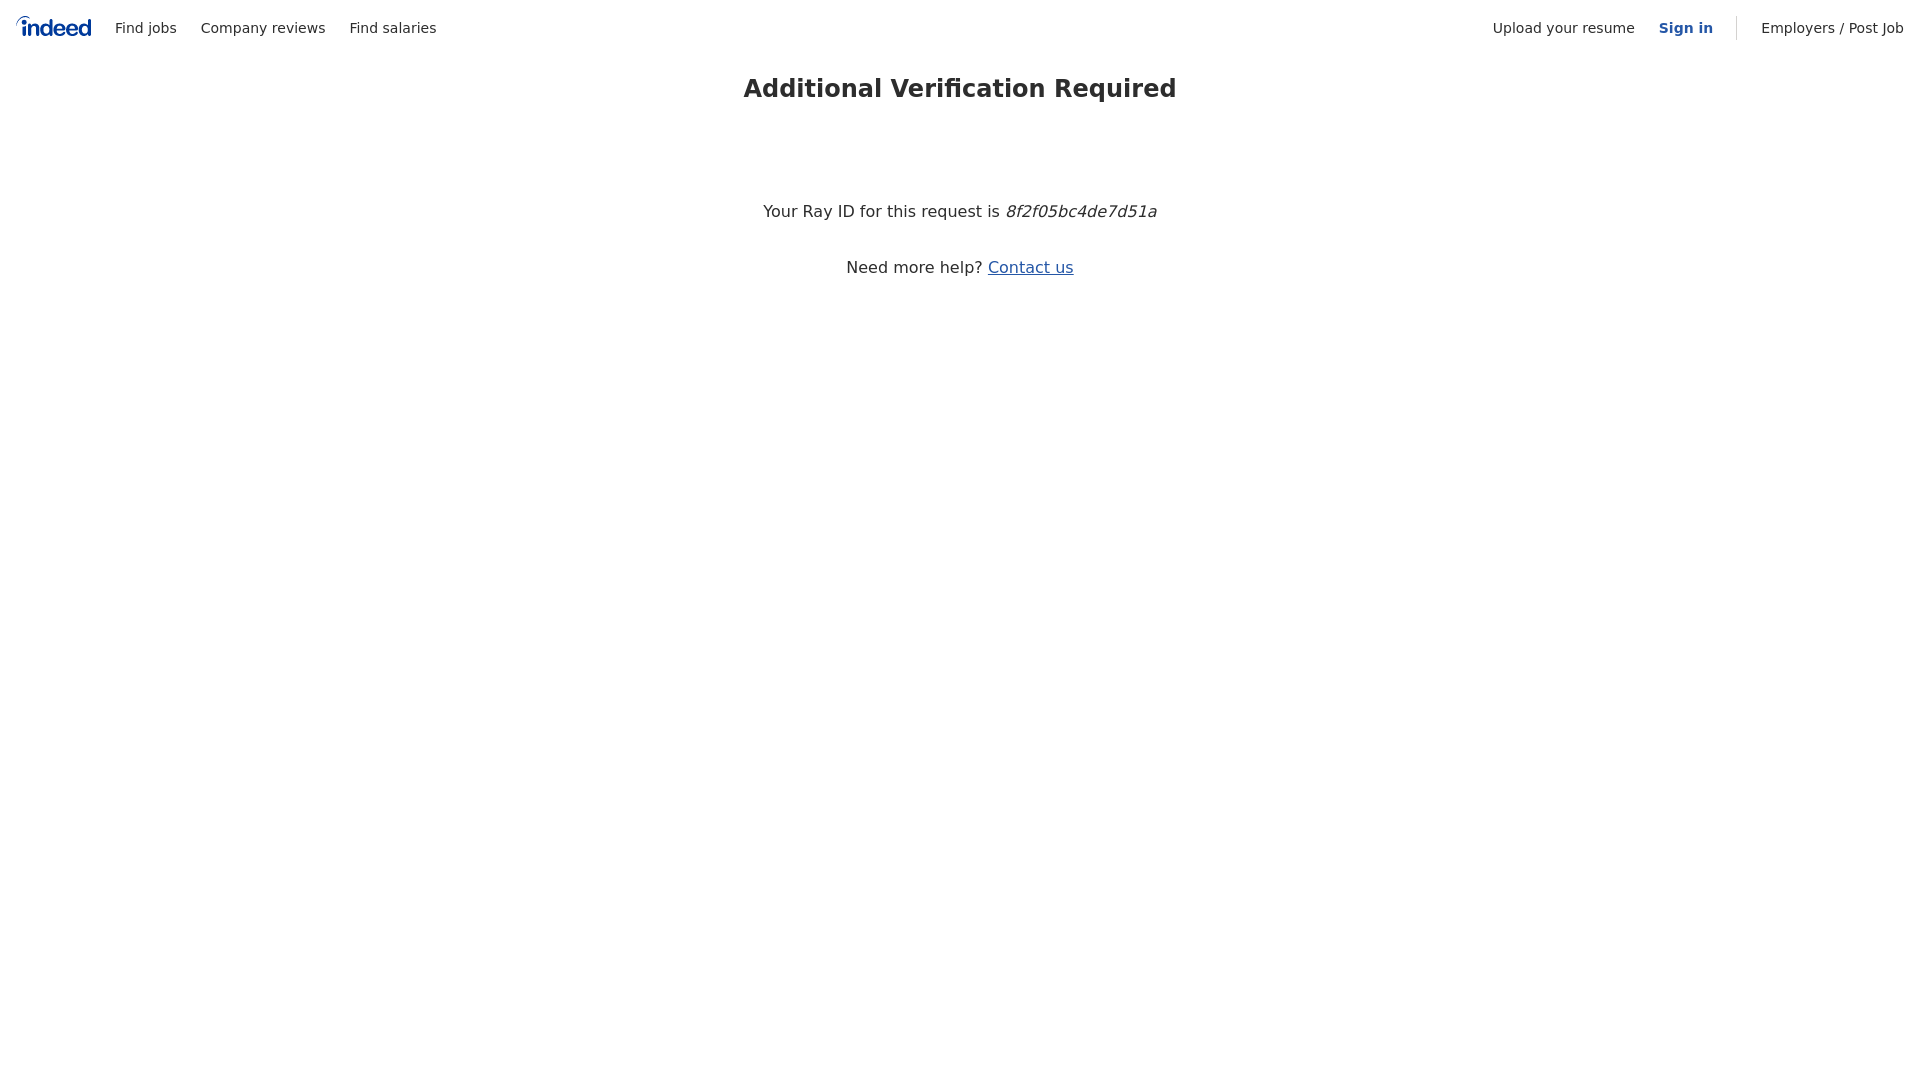 indeed Find jobs Company reviews Find salaries Upload your resume Sign in Employers / Post Job
Additional Verification Required
Your Ray ID for this request is 8f2f05bc4de7d51a
Need more help? Contact us